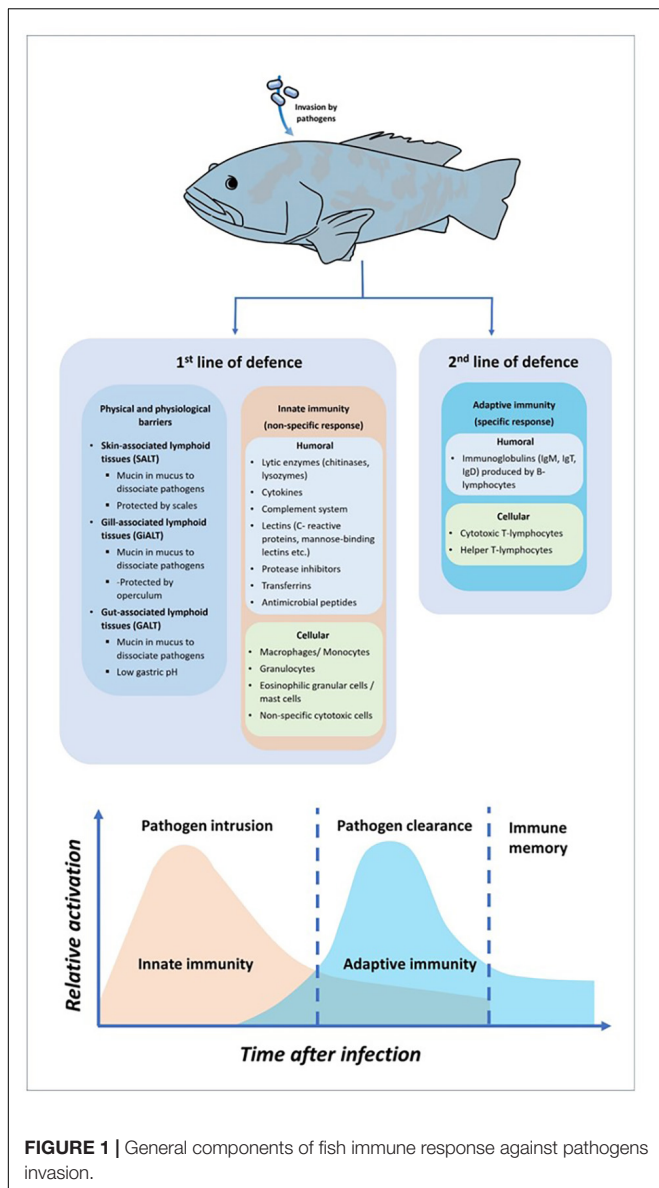 Invasion by
pathogens
1st line of defence
Physical and physiological
barriers
• Skin-associated lymphoid
tissues (SALT)
▪ Mucin in mucus to
dissociate pathogens
▪ Protected by scales
• Gill-associated lymphoid
tissues (GiALT)
▪ Mucin in mucus to
dissociate pathogens
▪ -Protected by
operculum
• Gut-associated lymphoid
tissues (GALT)
▪ Mucin in mucus to
dissociate pathogens
▪ Low gastric pH
Innate immunity
(non-specific response)
Humoral
• Lytic enzymes (chitinases,
lysozymes)
• Cytokines
• Complement system
• Lectins (C- reactive
proteins, mannose-binding
lectins etc.)
• Protease inhibitors
• Transferrins
• Antimicrobial peptides
Cellular
• Macrophages/ Monocytes
• Granulocytes
• Eosinophilic granular cells /
mast cells
• Non-specific cytotoxic cells
2nd line of defence
Adaptive immunity
(specific response)
Humoral
• Immunoglobulins (IgM, IgT,
IgD) produced by B-
lymphocytes
Cellular
• Cytotoxic T-lymphocytes
• Helper T-lymphocytes
Relative activation
Pathogen intrusion
Pathogen clearance
Immune
memory
Innate immunity
Adaptive immunity
Time after infection
FIGURE 1 | General components of fish immune response against pathogens
invasion.